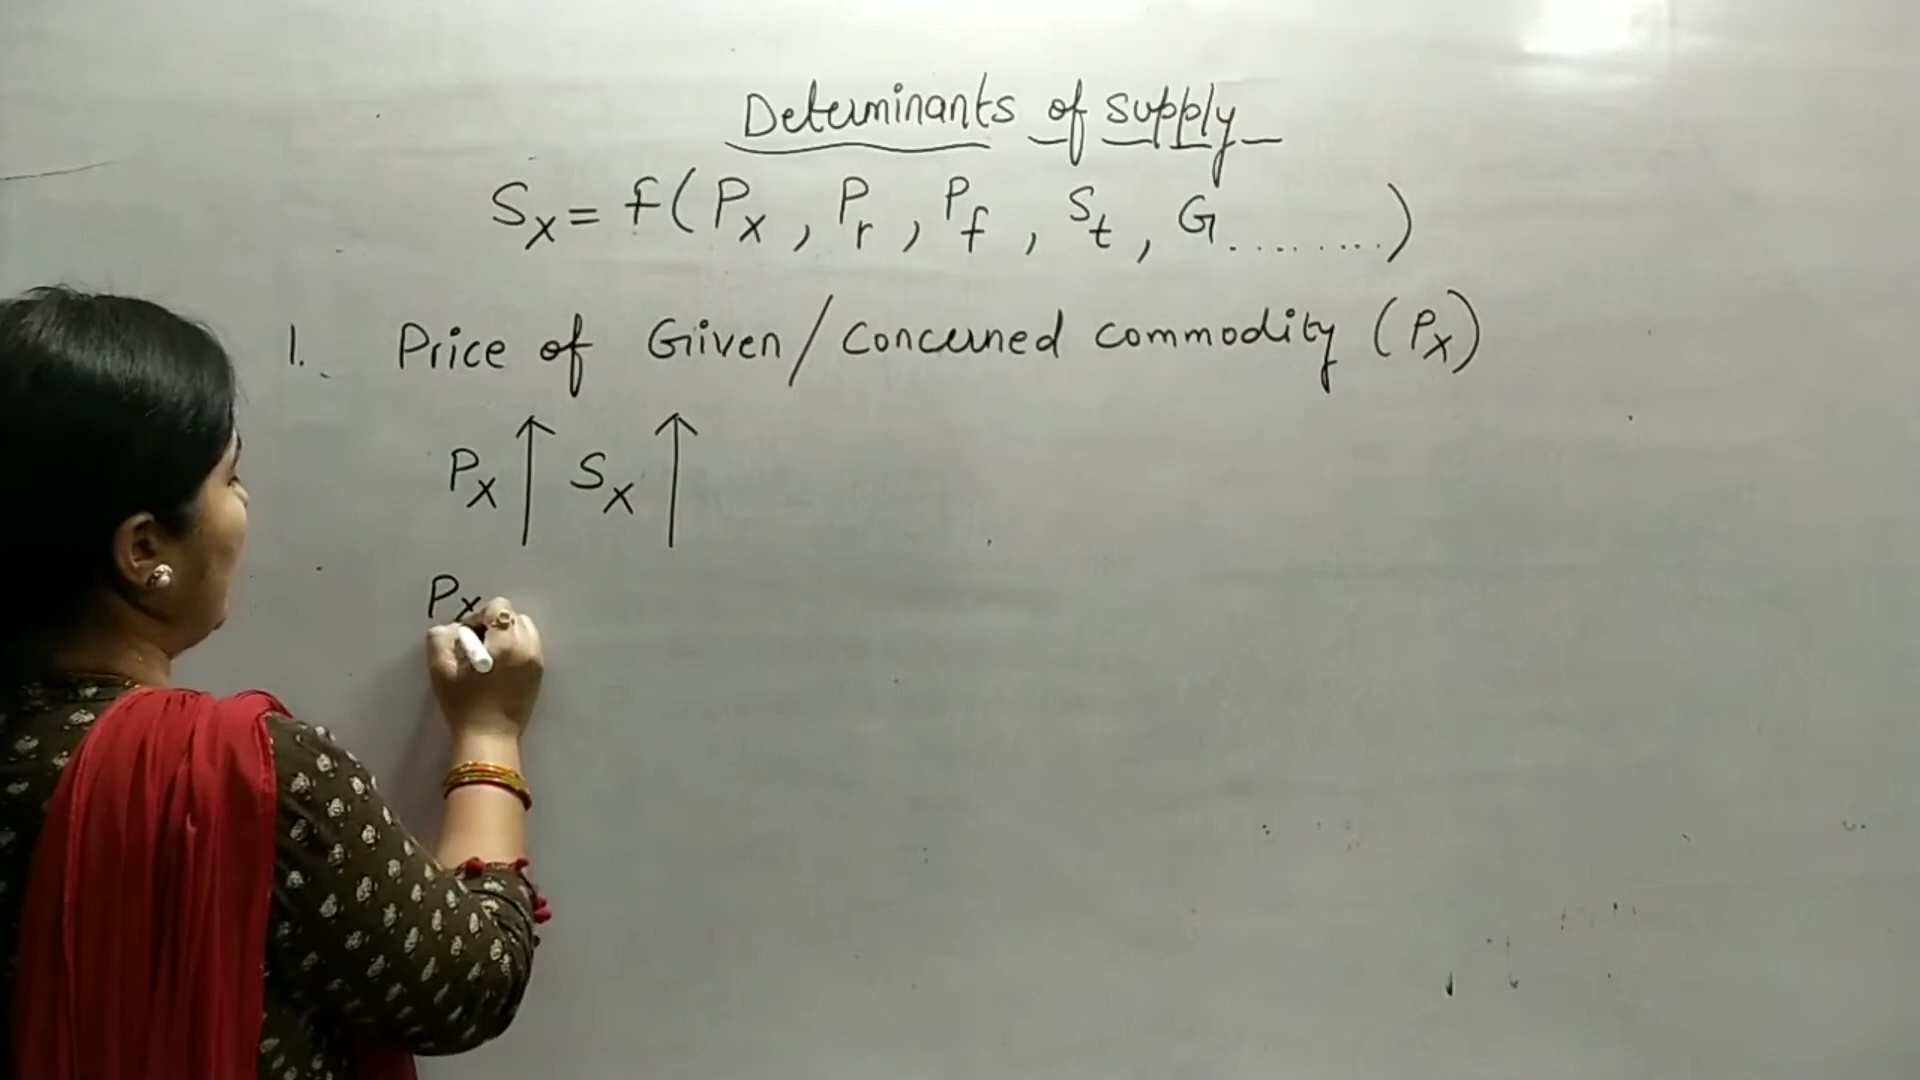 Determinants of supply
Sx = f(Px, Pr, Pf, St, G ........)
1. Price of Given/Concerned commodity (Px)
Px ↑ Sx ↑
Px